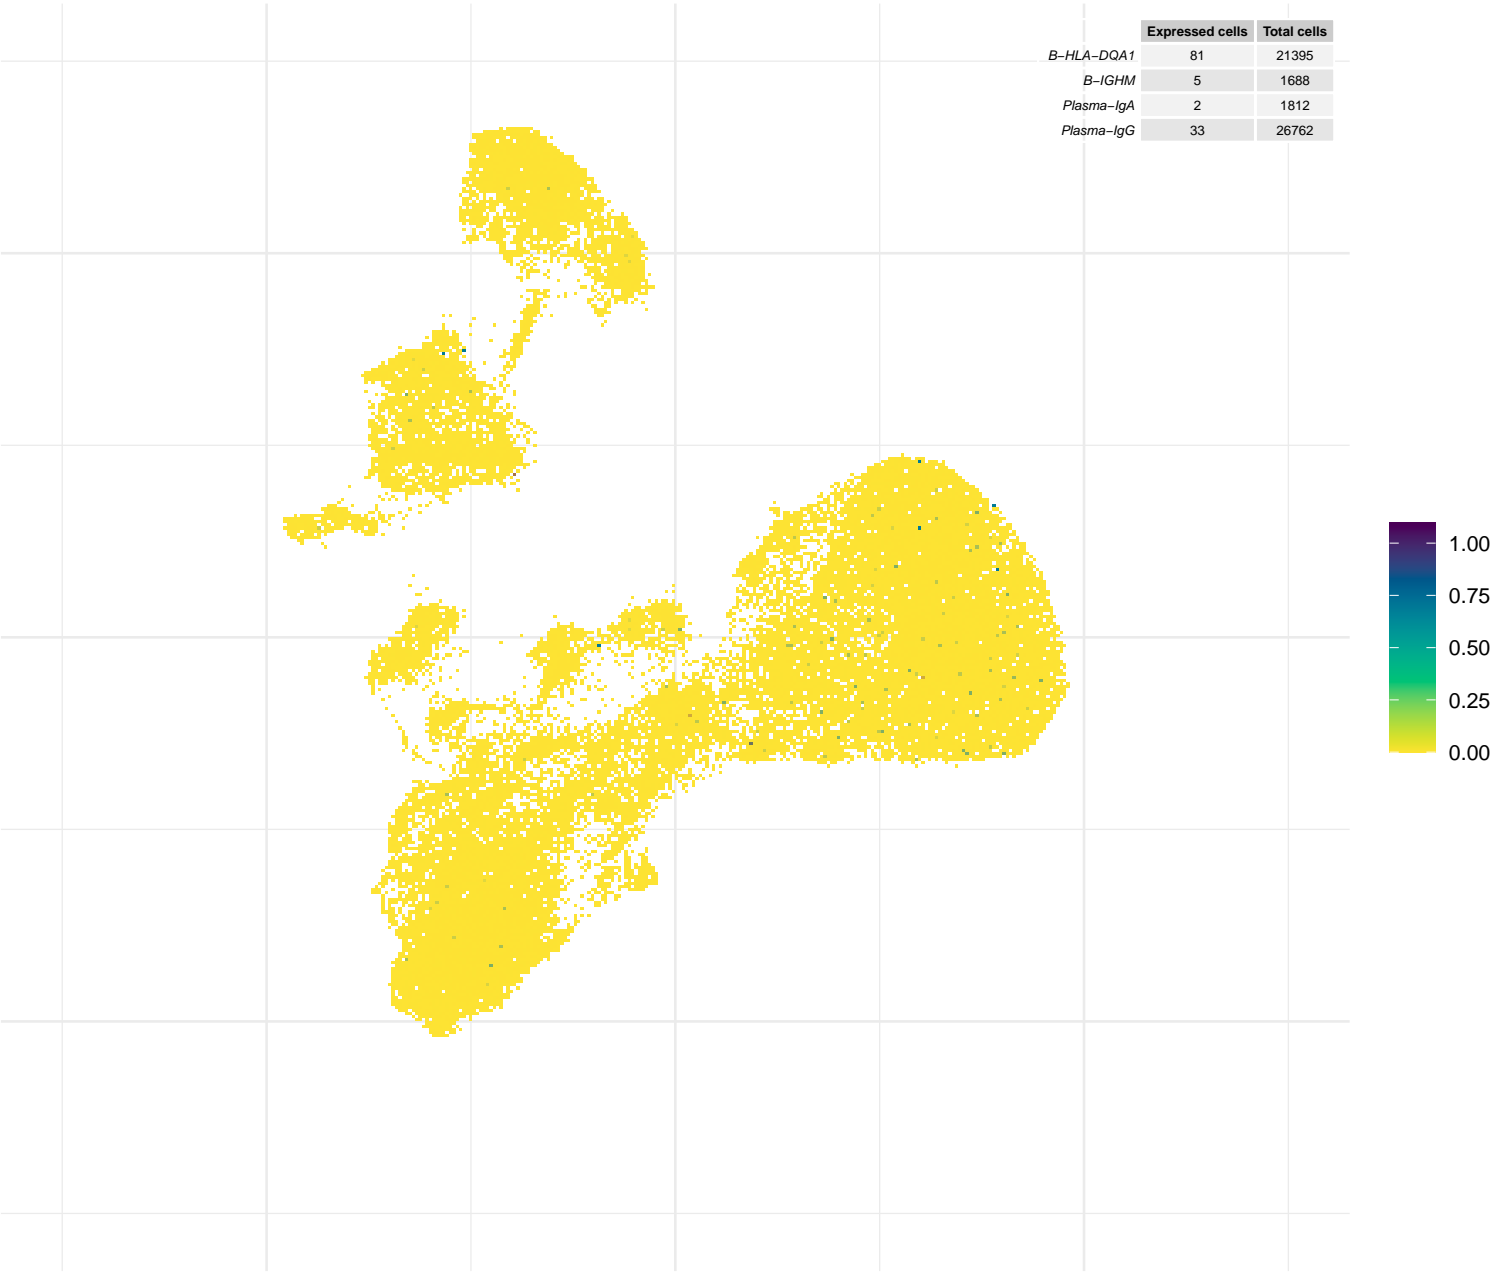 Expressed cells Total cells
B−HLA−DQA1 81 21395
B−IGHM 5 1688
Plasma−IgA 2 1812
Plasma−IgG 33 26762
1.00
0.75
0.50
0.25
0.00